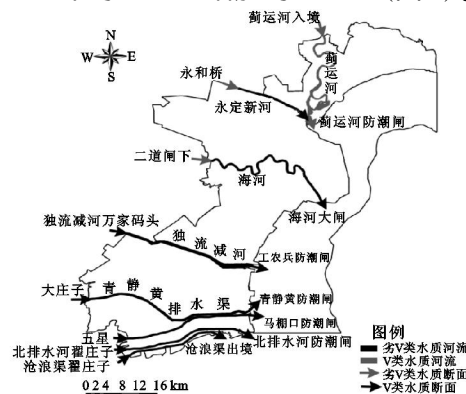 蓟运河入境
N
W E
S
蓟运河
永和桥
永定新河
蓟运河防潮闸
二道闸下
海河
海河大闸
独流减河万家码头
独流减河
工农兵防潮闸
大庄子
青静黄排水渠
青静黄防潮闸
马棚口防潮闸
五星
北排水河防潮闸
北排水河翟庄子
沧浪渠出境
沧浪渠翟庄子
0 2 4 8 12 16 km
图例
劣V类水质河流
V类水质河流
劣V类水质断面
V类水质断面